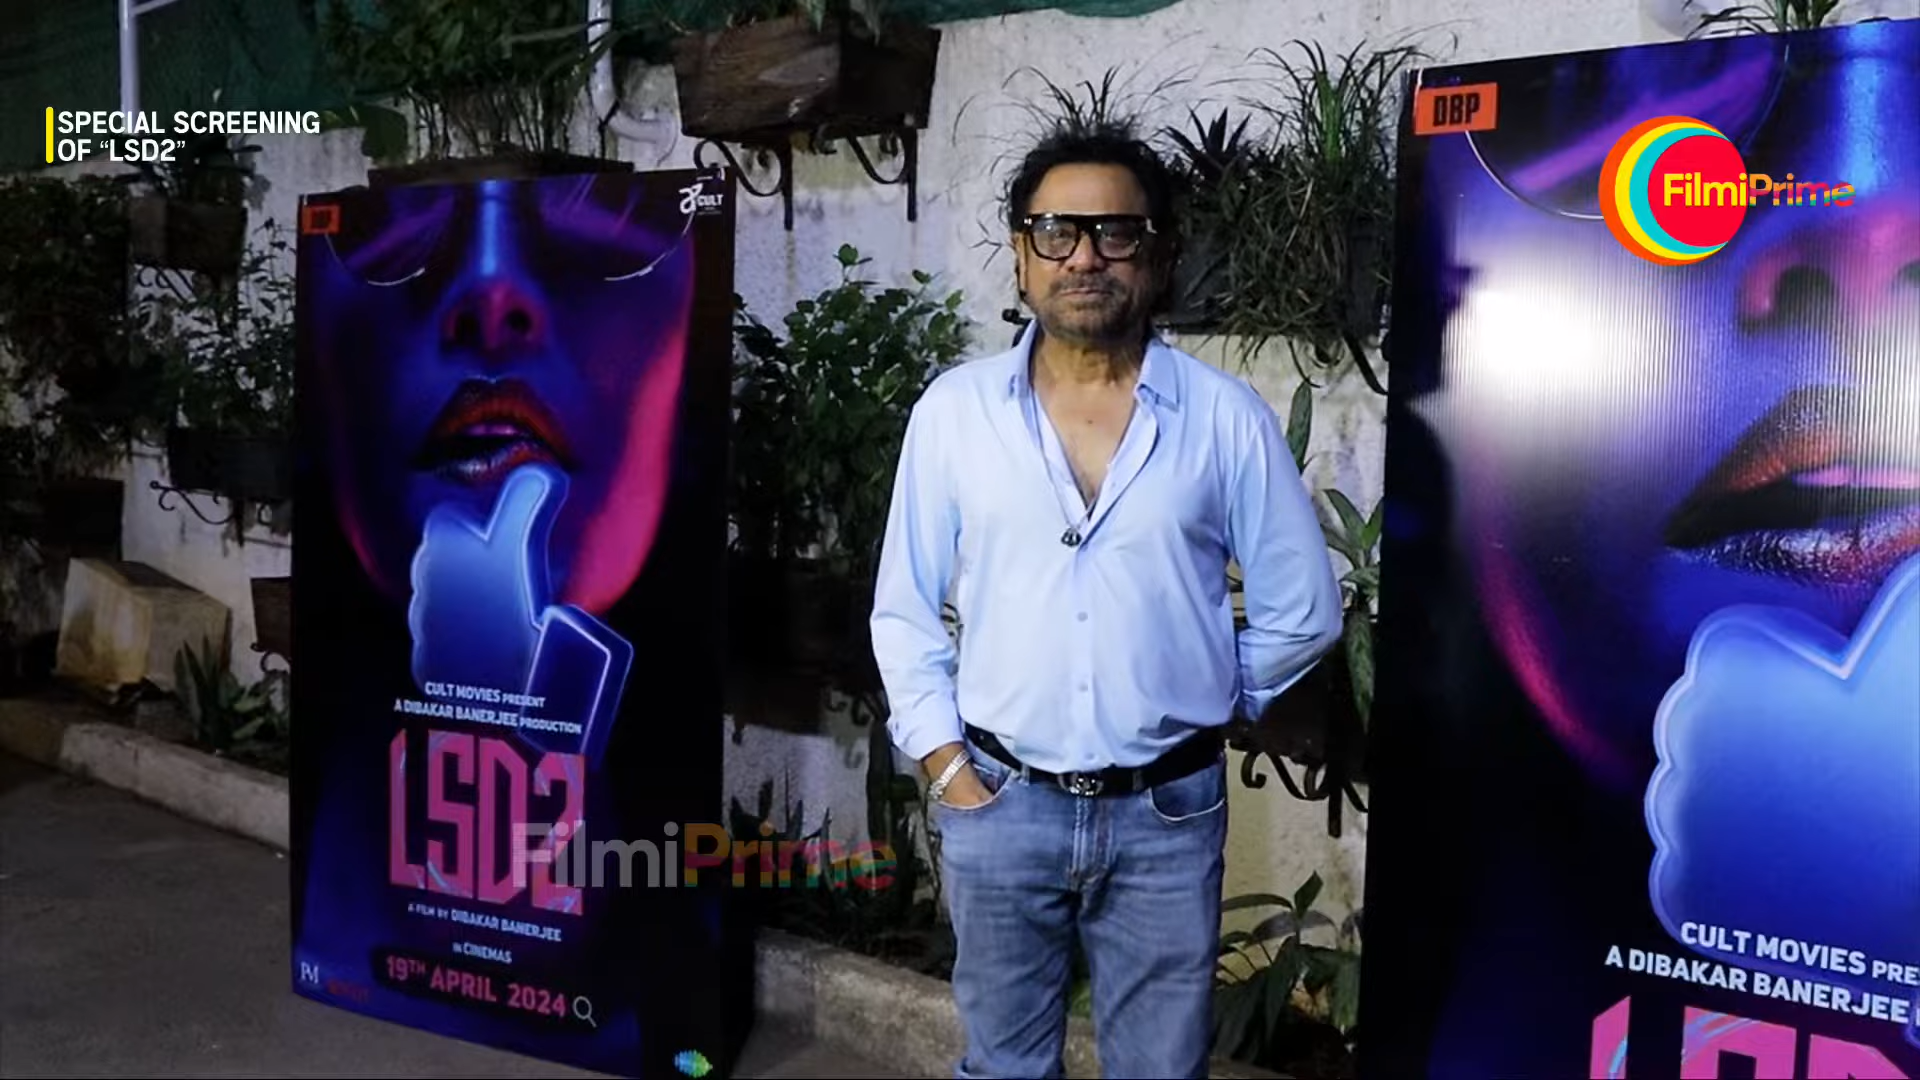 SPECIAL SCREENING
OF “LSD2”
FilmiPrime
DBP
CULT
CULT MOVIES PRESENT
A DIBAKAR BANERJEE PRODUCTION
LSD2
A FILM BY DIBAKAR BANERJEE
IN CINEMAS
19TH APRIL 2024
FilmiPrime
DBP
CULT MOVIES PRE
A DIBAKAR BANERJEE